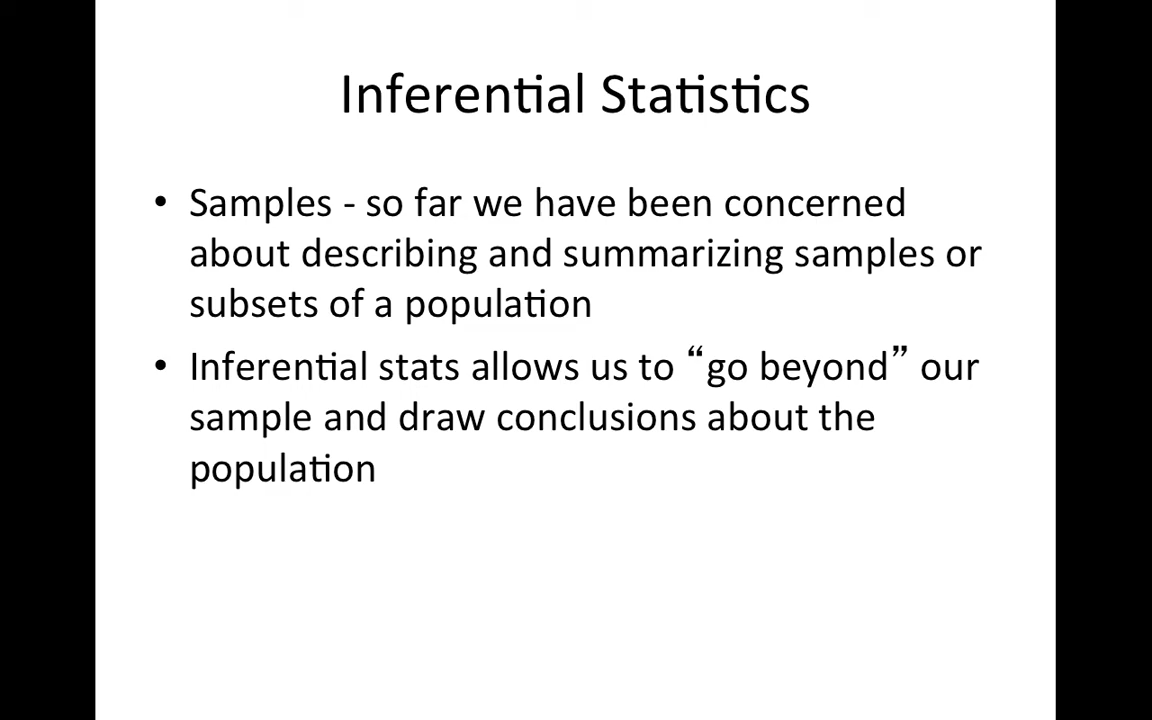 Inferential Statistics
• Samples - so far we have been concerned
about describing and summarizing samples or
subsets of a population
• Inferential stats allows us to “go beyond” our
sample and draw conclusions about the
population